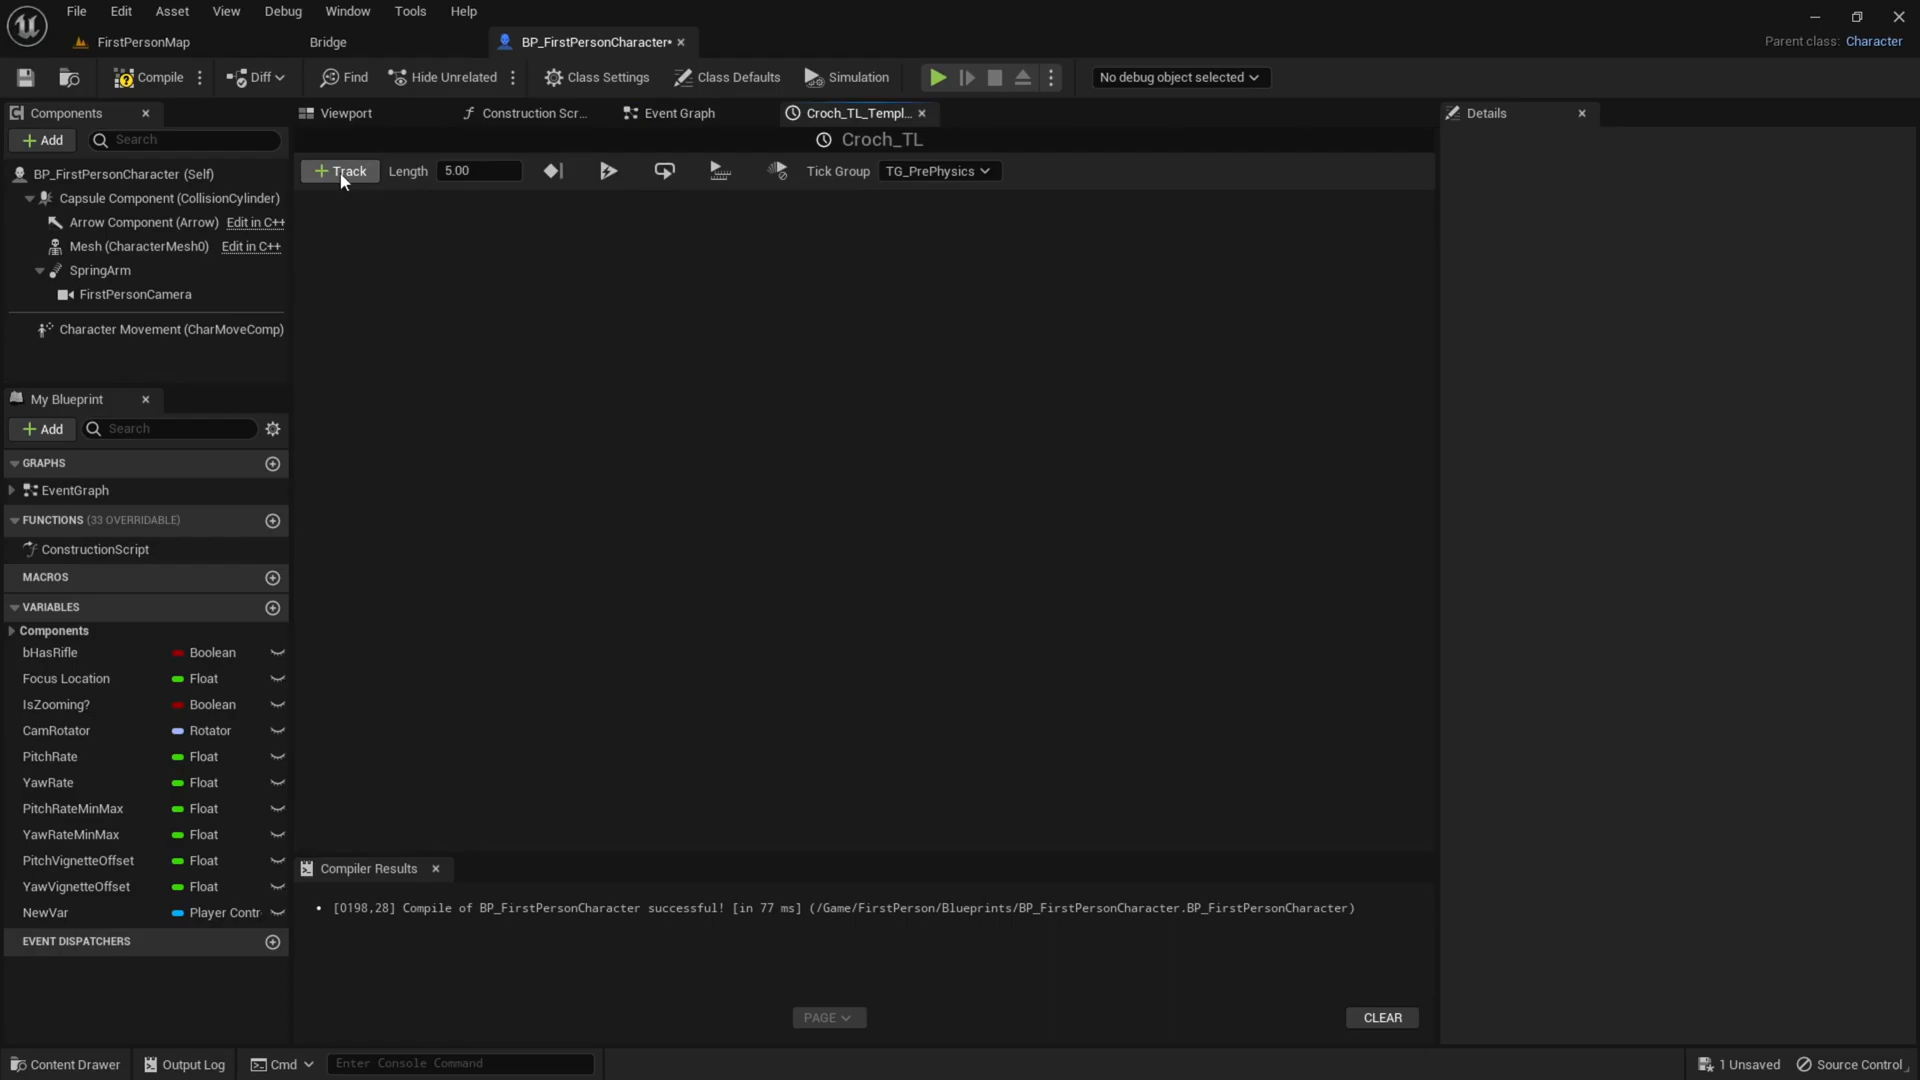 File Edit Asset View Debug Window Tools Help
FirstPersonMap Bridge BP_FirstPersonCharacter* Parent class: Character
Compile Diff Find Hide Unrelated Class Settings Class Defaults Simulation No debug object selected
Components Viewport Construction Scr... Event Graph Croch_TL_Templ... Details
Add Search Croch_TL
Track Length 5.00 Tick Group TG_PrePhysics
BP_FirstPersonCharacter (Self)
Capsule Component (CollisionCylinder)
Arrow Component (Arrow) Edit in C++
Mesh (CharacterMesh0) Edit in C++
SpringArm
FirstPersonCamera
Character Movement (CharMoveComp)
My Blueprint
Add Search
GRAPHS
EventGraph
FUNCTIONS (33 OVERRIDABLE)
ConstructionScript
MACROS
VARIABLES
Components
bHasRifle Boolean
Focus Location Float
IsZooming? Boolean
CamRotator Rotator
PitchRate Float
YawRate Float
PitchRateMinMax Float
YawRateMinMax Float
PitchVignetteOffset Float
YawVignetteOffset Float
NewVar Player Contr
EVENT DISPATCHERS
Compiler Results
• [0198,28] Compile of BP_FirstPersonCharacter successful! [in 77 ms] (/Game/FirstPerson/Blueprints/BP_FirstPersonCharacter.BP_FirstPersonCharacter)
PAGE CLEAR
Content Drawer Output Log Cmd Enter Console Command 1 Unsaved Source Control